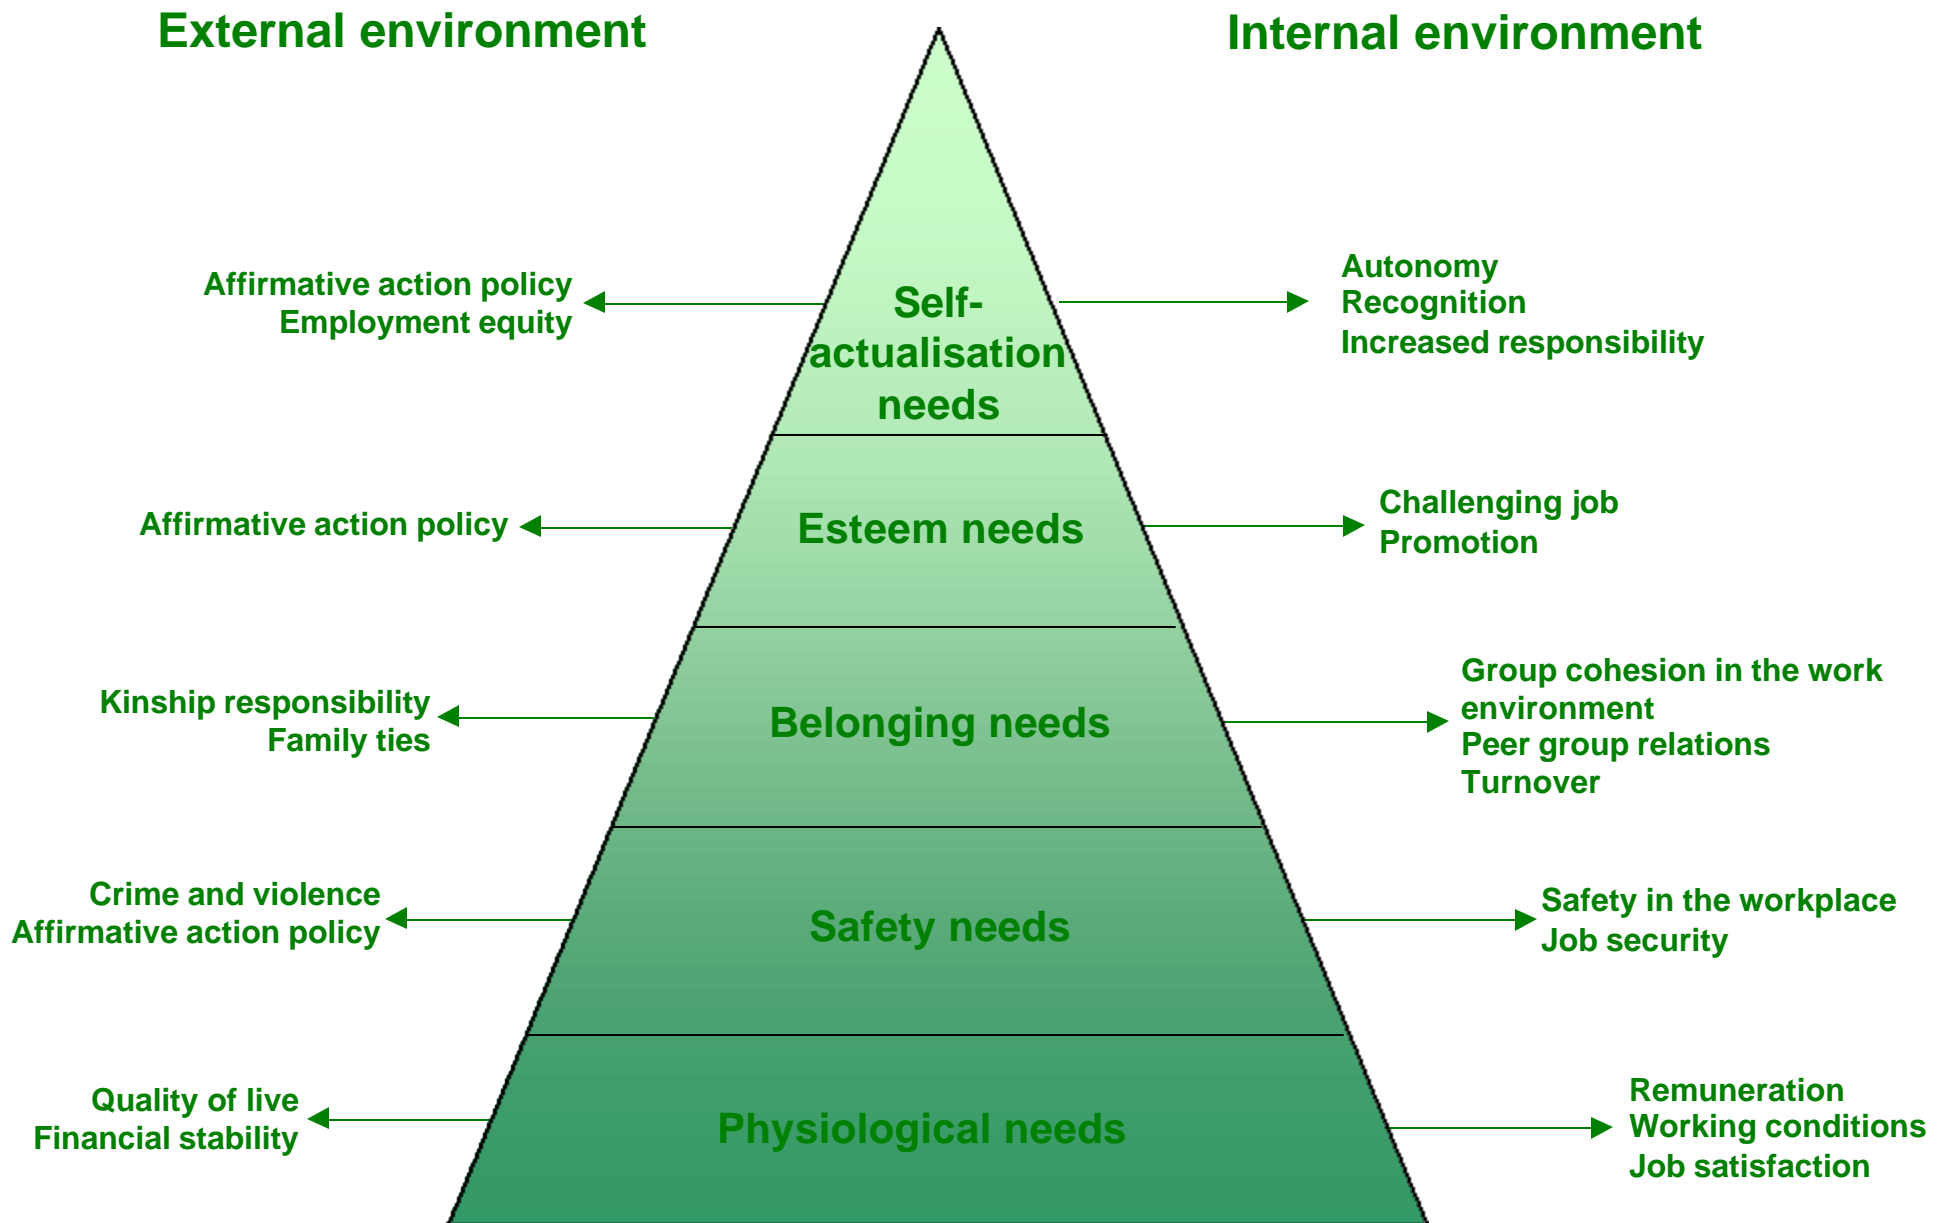 External environment
Internal environment
Affirmative action policy
Employment equity
Self-
actualisation
needs
Autonomy
Recognition
Increased responsibility
Affirmative action policy
Esteem needs
Challenging job
Promotion
Kinship responsibility
Family ties
Belonging needs
Group cohesion in the work
environment
Peer group relations
Turnover
Crime and violence
Affirmative action policy
Safety needs
Safety in the workplace
Job security
Quality of live
Financial stability
Physiological needs
Remuneration
Working conditions
Job satisfaction